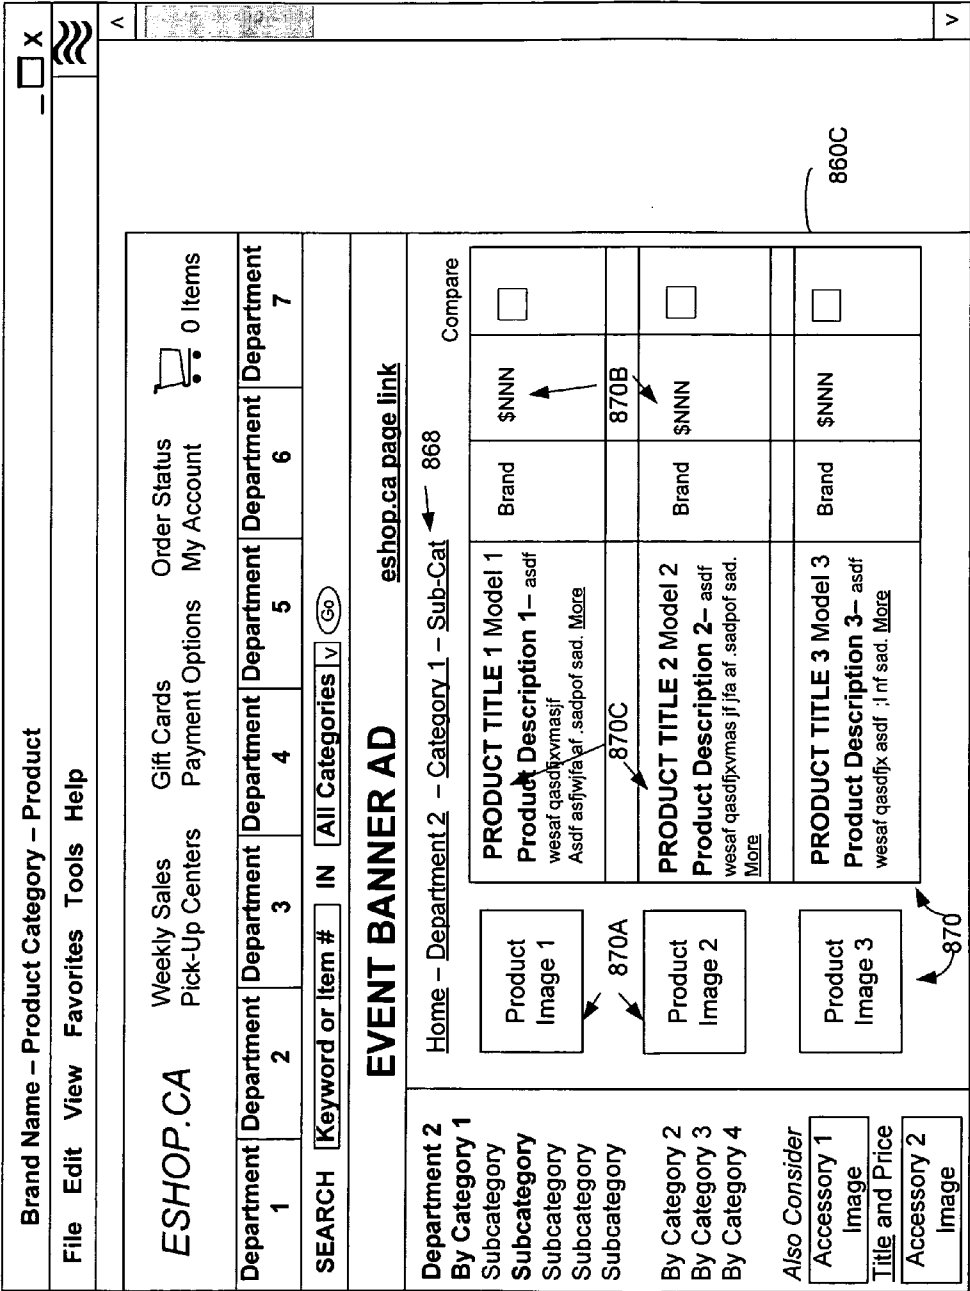 Brand Name – Product Category – Product
_ X
File Edit View Favorites Tools Help
ESHOP.CA
Weekly Sales
Pick-Up Centers
Gift Cards
Payment Options
Order Status
My Account
0 Items
Department 1
Department 2
Department 3
Department 4
Department 5
Department 6
Department 7
SEARCH Keyword or Item # IN All Categories v Go
EVENT BANNER AD
eshop.ca page link
Department 2
By Category 1
Subcategory
Subcategory
Subcategory
Subcategory
Subcategory
By Category 2
By Category 3
By Category 4
Also Consider
Accessory 1
Image
Title and Price
Accessory 2
Image
Home – Department 2 – Category 1 – Sub-Cat
868
Compare
Product
Image 1
PRODUCT TITLE 1 Model 1
Product Description 1– asdf
wesaf qasdfjxvmasjf
Asdf asfjwjfa af .sadpof sad. More
Brand
$NNN
870A
870C
870B
Product
Image 2
PRODUCT TITLE 2 Model 2
Product Description 2– asdf
wesaf qasdfjxvmas jf jfa af .sadpof sad.
More
Brand
$NNN
Product
Image 3
PRODUCT TITLE 3 Model 3
Product Description 3– asdf
wesaf qasdfjx asdf ;l nf sad. More
Brand
$NNN
870
860C